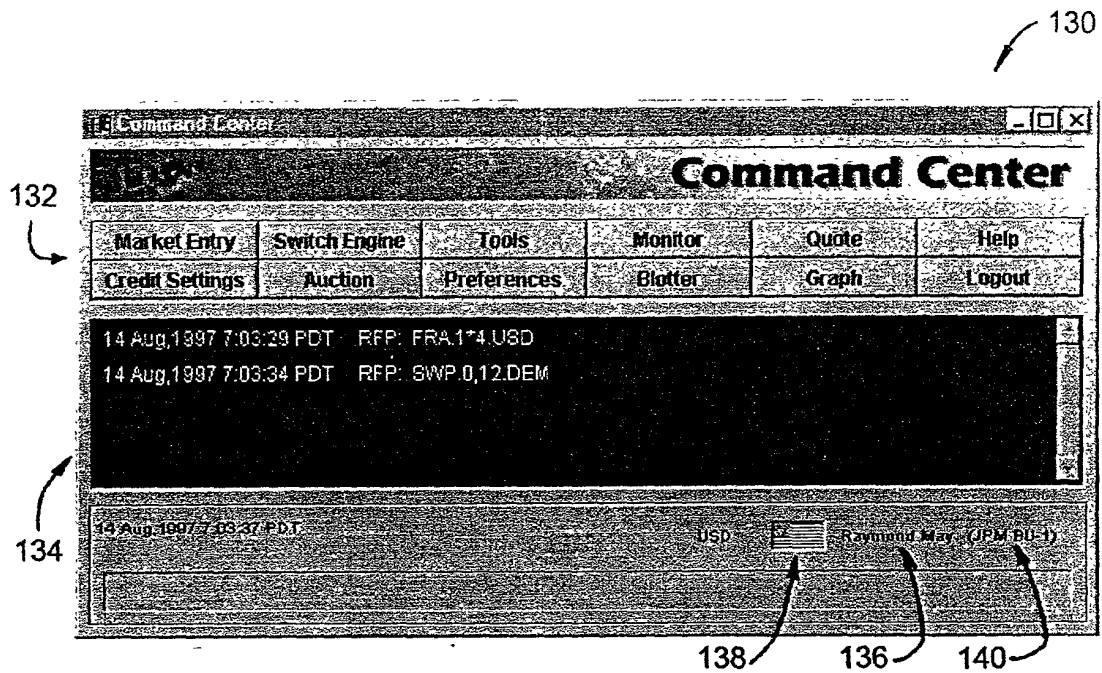 130
Command Center
Command Center
132
Market Entry Switch Engine Tools Monitor Quote Help
Credit Settings Auction Preferences Blotter Graph Logout
14 Aug,1997 7:03:29 PDT RFP: FRA.1*4.USD
14 Aug,1997 7:03:34 PDT RFP: SWP.0,12.DEM
134
14 Aug,1997 7:03:37 PDT USD Raymond May (JPM BU-1)
138 136 140